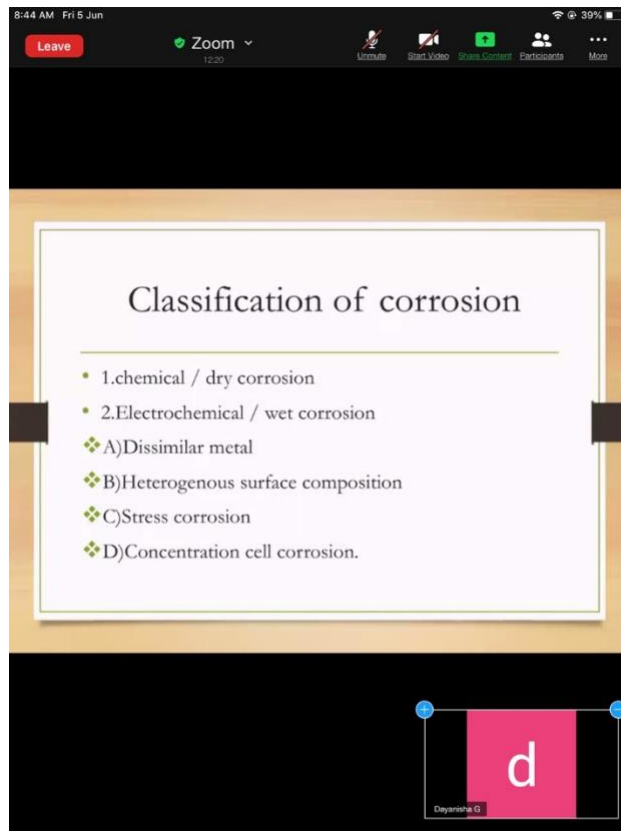 8:44 AM Fri 5 Jun
39%
Leave
Zoom
12:20
Unmute
Start Video
Share Content
Participants
More
Classification of corrosion
• 1.chemical / dry corrosion
• 2.Electrochemical / wet corrosion
❖A)Dissimilar metal
❖B)Heterogenous surface composition
❖C)Stress corrosion
❖D)Concentration cell corrosion.
d
Dayanisha G